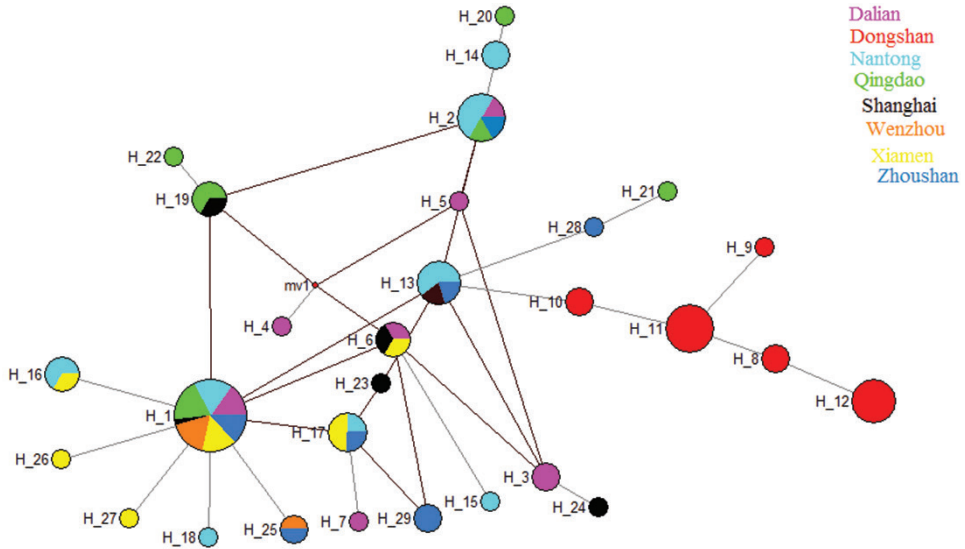 H_20
Dalian
Dongshan
H_14
Nantong
Qingdao
Shanghai
H_2
Wenzhou
H_22
Xiamen
Zhoushan
H_19
H_5
H_21
H_28
H_9
H_13
mv1
H_10
H_4
H_11
H_6
H_8
H_16
H_23
H_12
H_1
H_17
H_26
H_3
H_15
H_24
H_27
H_18
H_25
H_7
H_29